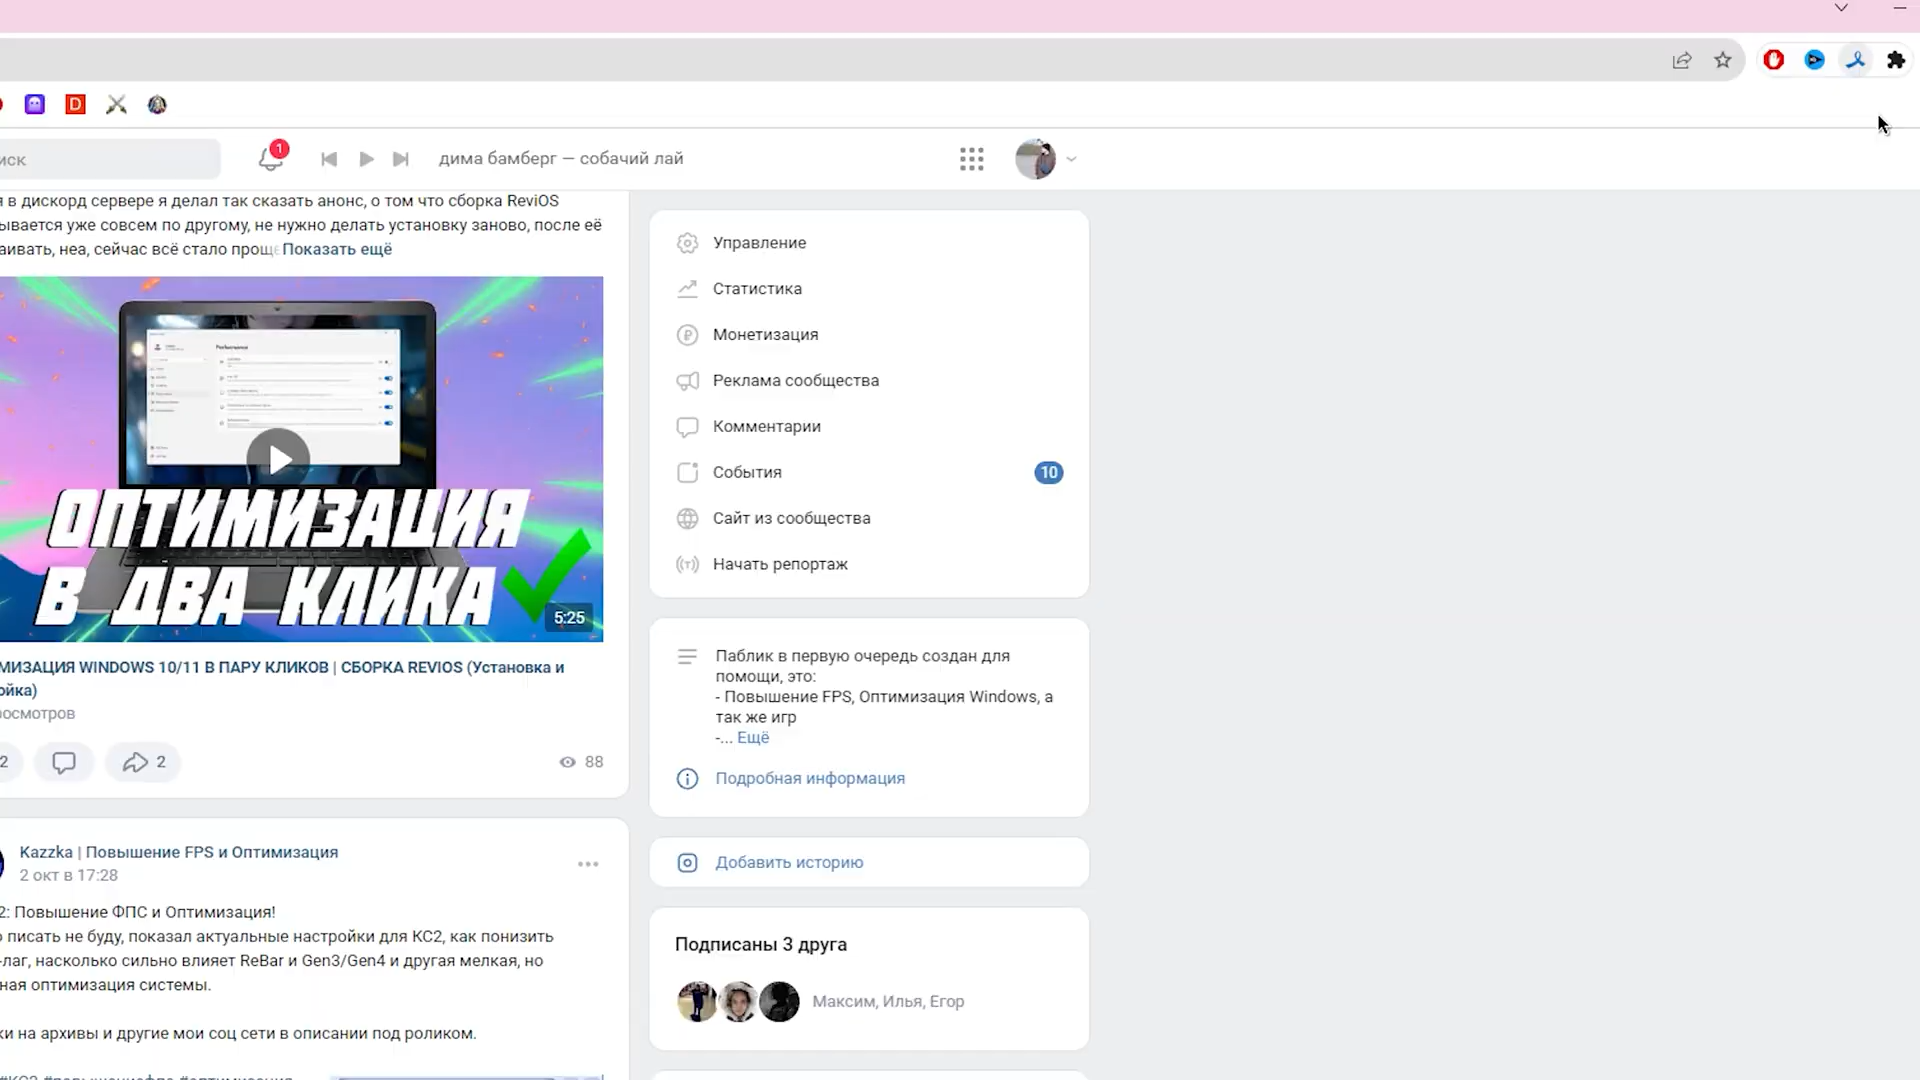 D
иск
1
дима бамберг — собачий лай
я в дискорд сервере я делал так сказать анонс, о том что сборка ReviOS
ывается уже совсем по другому, не нужно делать установку заново, после её
аивать, неа, сейчас всё стало проще Показать ещё
ОПТИМИЗАЦИЯ
В ДВА КЛИКА
5:25
МИЗАЦИЯ WINDOWS 10/11 В ПАРУ КЛИКОВ | СБОРКА REVIOS (Установка и
ойка)
росмотров
2
2
88
Kazzka | Повышение FPS и Оптимизация
2 окт в 17:28
2: Повышение ФПС и Оптимизация!
о писать не буду, показал актуальные настройки для КС2, как понизить
-лаг, насколько сильно влияет ReBar и Gen3/Gen4 и другая мелкая, но
ная оптимизация системы.
ки на архивы и другие мои соц сети в описании под роликом.
#КС2 #повышениефпс #оптимизация
Управление
Статистика
Монетизация
Реклама сообщества
Комментарии
События
10
Сайт из сообщества
Начать репортаж
Паблик в первую очередь создан для
помощи, это:
- Повышение FPS, Оптимизация Windows, а
так же игр
-... Ещё
Подробная информация
Добавить историю
Подписаны 3 друга
Максим, Илья, Егор